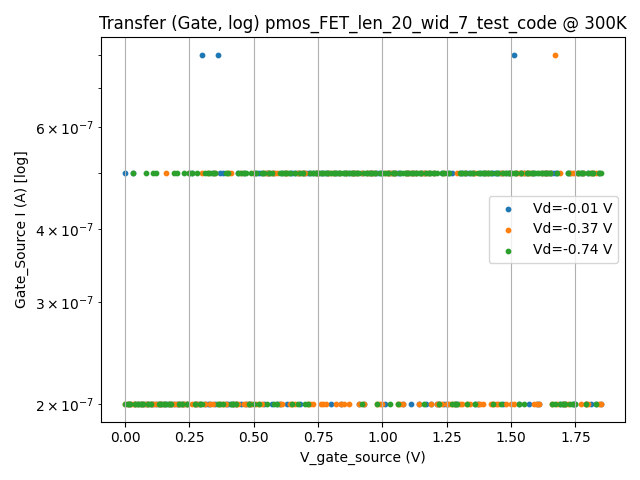 Transfer (Gate, log) pmos_FET_len_20_wid_7_test_code @ 300K
Gate_Source I (A) [log]
6 × 10⁻⁷
4 × 10⁻⁷
3 × 10⁻⁷
2 × 10⁻⁷
Vd=-0.01 V
Vd=-0.37 V
Vd=-0.74 V
0.00 0.25 0.50 0.75 1.00 1.25 1.50 1.75
V_gate_source (V)